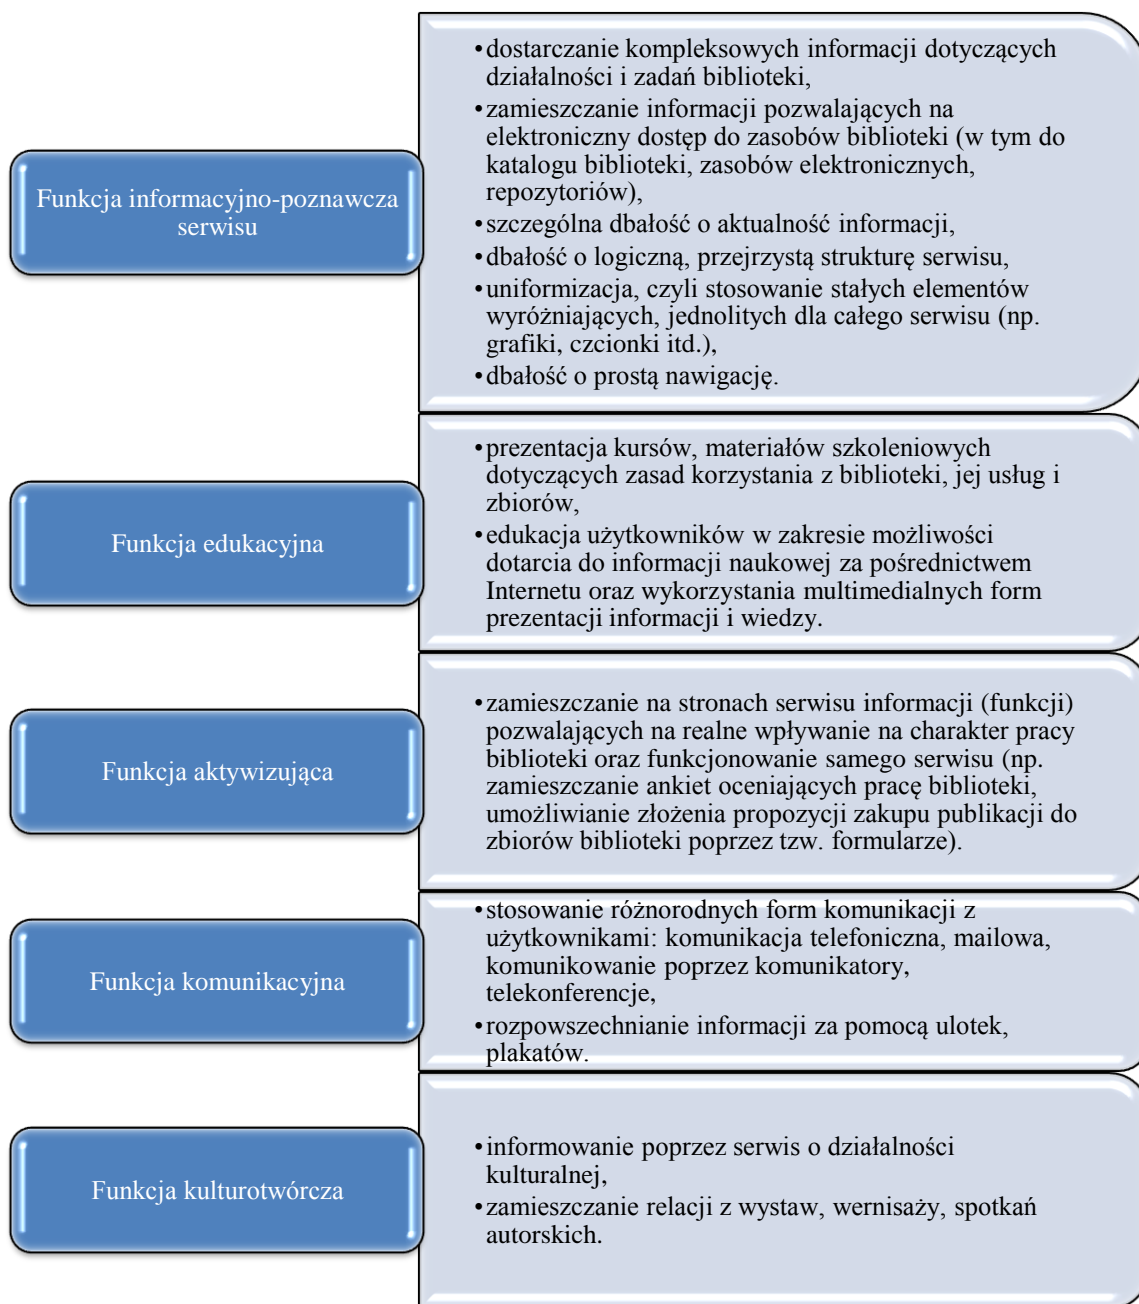 Funkcja informacyjno-poznawcza
serwisu
•dostarczanie kompleksowych informacji dotyczących
działalności i zadań biblioteki,
•zamieszczanie informacji pozwalających na
elektroniczny dostęp do zasobów biblioteki (w tym do
katalogu biblioteki, zasobów elektronicznych,
repozytoriów),
•szczególna dbałość o aktualność informacji,
•dbałość o logiczną, przejrzystą strukturę serwisu,
•uniformizacja, czyli stosowanie stałych elementów
wyróżniających, jednolitych dla całego serwisu (np.
grafiki, czcionki itd.),
•dbałość o prostą nawigację.
Funkcja edukacyjna
•prezentacja kursów, materiałów szkoleniowych
dotyczących zasad korzystania z biblioteki, jej usług i
zbiorów,
•edukacja użytkowników w zakresie możliwości
dotarcia do informacji naukowej za pośrednictwem
Internetu oraz wykorzystania multimedialnych form
prezentacji informacji i wiedzy.
Funkcja aktywizująca
•zamieszczanie na stronach serwisu informacji (funkcji)
pozwalających na realne wpływanie na charakter pracy
biblioteki oraz funkcjonowanie samego serwisu (np.
zamieszczanie ankiet oceniających pracę biblioteki,
umożliwianie złożenia propozycji zakupu publikacji do
zbiorów biblioteki poprzez tzw. formularze).
Funkcja komunikacyjna
•stosowanie różnorodnych form komunikacji z
użytkownikami: komunikacja telefoniczna, mailowa,
komunikowanie poprzez komunikatory,
telekonferencje,
•rozpowszechnianie informacji za pomocą ulotek,
plakatów.
Funkcja kulturotwórcza
•informowanie poprzez serwis o działalności
kulturalnej,
•zamieszczanie relacji z wystaw, wernisaży, spotkań
autorskich.